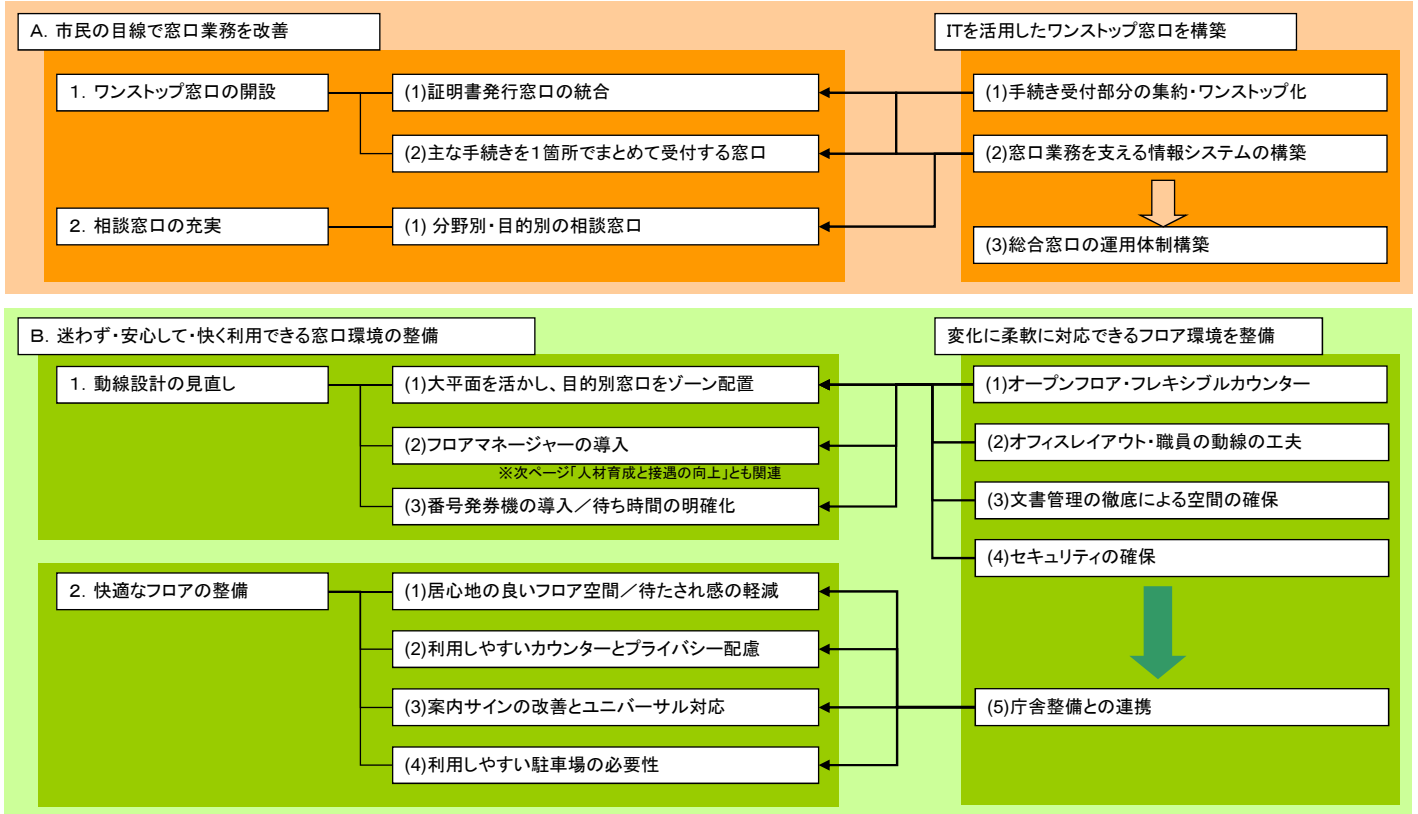 A. 市民の目線で窓口業務を改善
ITを活用したワンストップ窓口を構築
1. ワンストップ窓口の開設
(1)証明書発行窓口の統合
(1)手続き受付部分の集約・ワンストップ化
(2)主な手続きを1箇所でまとめて受付する窓口
(2)窓口業務を支える情報システムの構築
2. 相談窓口の充実
(1) 分野別・目的別の相談窓口
(3)総合窓口の運用体制構築
B. 迷わず・安心して・快く利用できる窓口環境の整備
変化に柔軟に対応できるフロア環境を整備
1. 動線設計の見直し
(1)大平面を活かし、目的別窓口をゾーン配置
(1)オープンフロア・フレキシブルカウンター
(2)フロアマネージャーの導入
(2)オフィスレイアウト・職員の動線の工夫
※次ページ「人材育成と接遇の向上」とも関連
(3)番号発券機の導入／待ち時間の明確化
(3)文書管理の徹底による空間の確保
(4)セキュリティの確保
2. 快適なフロアの整備
(1)居心地の良いフロア空間／待たされ感の軽減
(2)利用しやすいカウンターとプライバシー配慮
(3)案内サインの改善とユニバーサル対応
(5)庁舎整備との連携
(4)利用しやすい駐車場の必要性